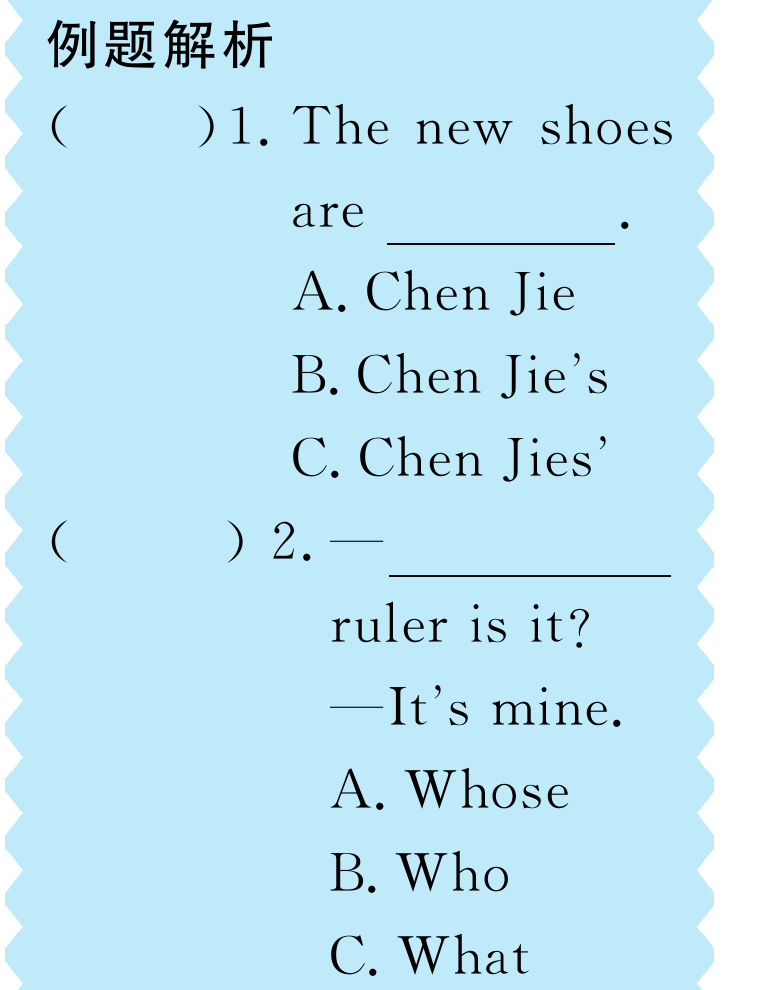 例题解析
(    )1. The new shoes
are ________.
A. Chen Jie
B. Chen Jie's
C. Chen Jies'
(    ) 2. —________
ruler is it?
—It's mine.
A. Whose
B. Who
C. What